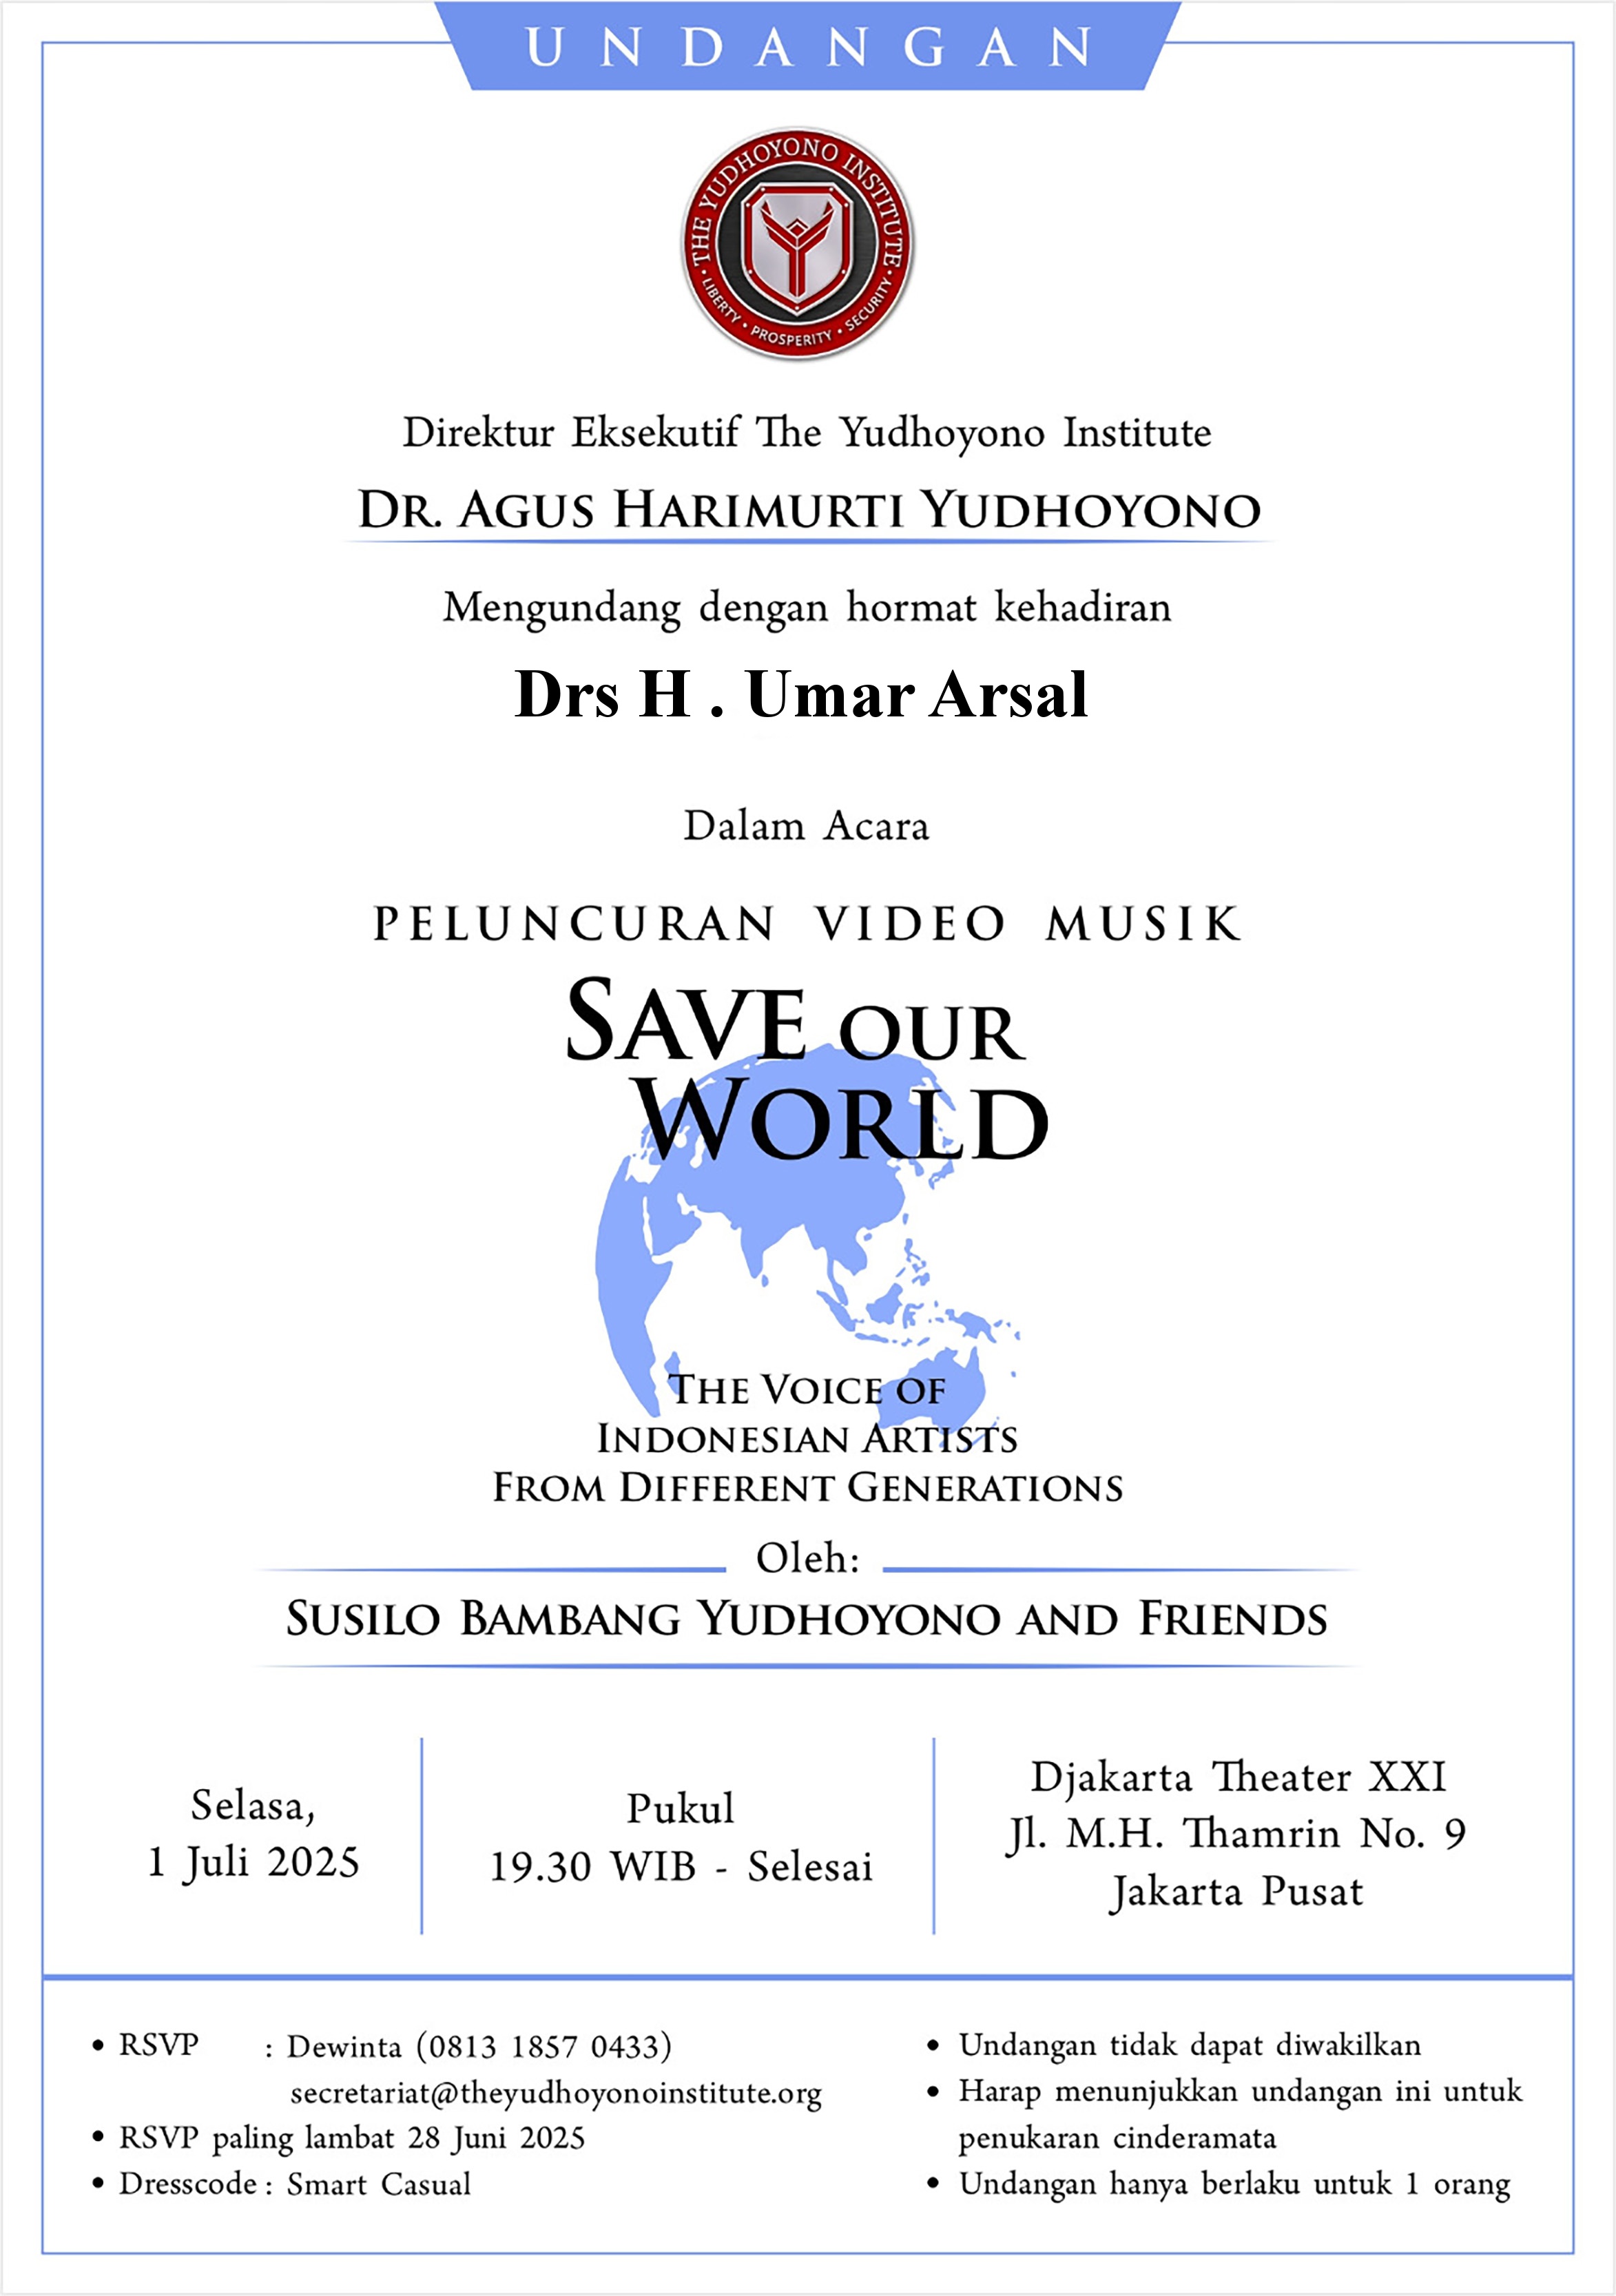 UNDANGAN
THE YUDHOYONO INSTITUTE
LIBERTY • PROSPERITY • SECURITY
Direktur Eksekutif The Yudhoyono Institute
DR. AGUS HARIMURTI YUDHOYONO
Mengundang dengan hormat kehadiran
Drs H . Umar Arsal
Dalam Acara
PELUNCURAN VIDEO MUSIK
SAVE OUR
WORLD
THE VOICE OF
INDONESIAN ARTISTS
FROM DIFFERENT GENERATIONS
Oleh:
SUSILO BAMBANG YUDHOYONO AND FRIENDS
Selasa,
1 Juli 2025
Pukul
19.30 WIB - Selesai
Djakarta Theater XXI
Jl. M.H. Thamrin No. 9
Jakarta Pusat
• RSVP : Dewinta (0813 1857 0433)
secretariat@theyudhoyonoinstitute.org
• RSVP paling lambat 28 Juni 2025
• Dresscode : Smart Casual
• Undangan tidak dapat diwakilkan
• Harap menunjukkan undangan ini untuk
penukaran cinderamata
• Undangan hanya berlaku untuk 1 orang